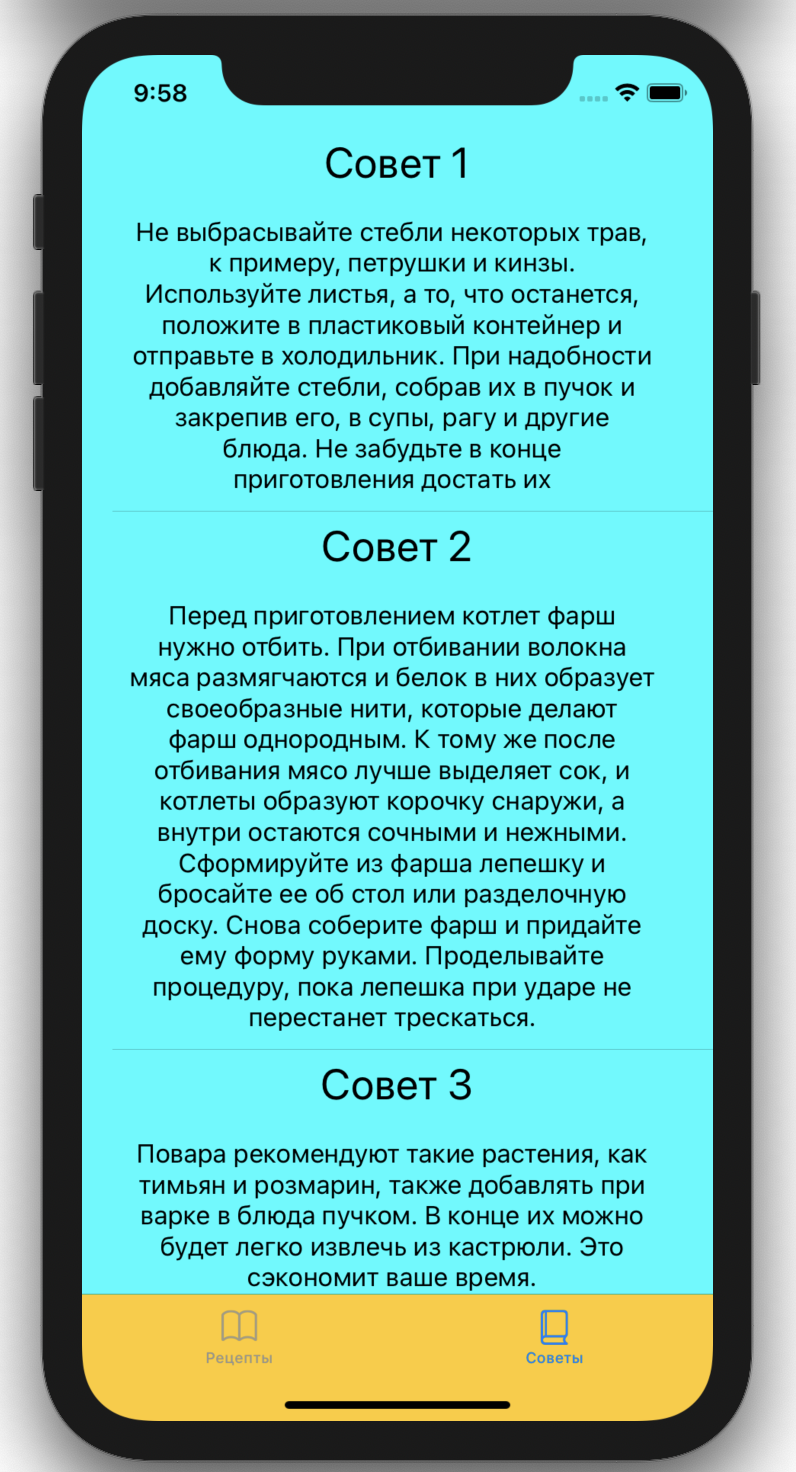 9:58
Совет 1
Не выбрасывайте стебли некоторых трав,
к примеру, петрушки и кинзы.
Используйте листья, а то, что останется,
положите в пластиковый контейнер и
отправьте в холодильник. При надобности
добавляйте стебли, собрав их в пучок и
закрепив его, в супы, рагу и другие
блюда. Не забудьте в конце
приготовления достать их
Совет 2
Перед приготовлением котлет фарш
нужно отбить. При отбивании волокна
мяса размягчаются и белок в них образует
своеобразные нити, которые делают
фарш однородным. К тому же после
отбивания мясо лучше выделяет сок, и
котлеты образуют корочку снаружи, а
внутри остаются сочными и нежными.
Сформируйте из фарша лепешку и
бросайте ее об стол или разделочную
доску. Снова соберите фарш и придайте
ему форму руками. Проделывайте
процедуру, пока лепешка при ударе не
перестанет трескаться.
Совет 3
Повара рекомендуют такие растения, как
тимьян и розмарин, также добавлять при
варке в блюда пучком. В конце их можно
будет легко извлечь из кастрюли. Это
сэкономит ваше время.
Рецепты
Советы